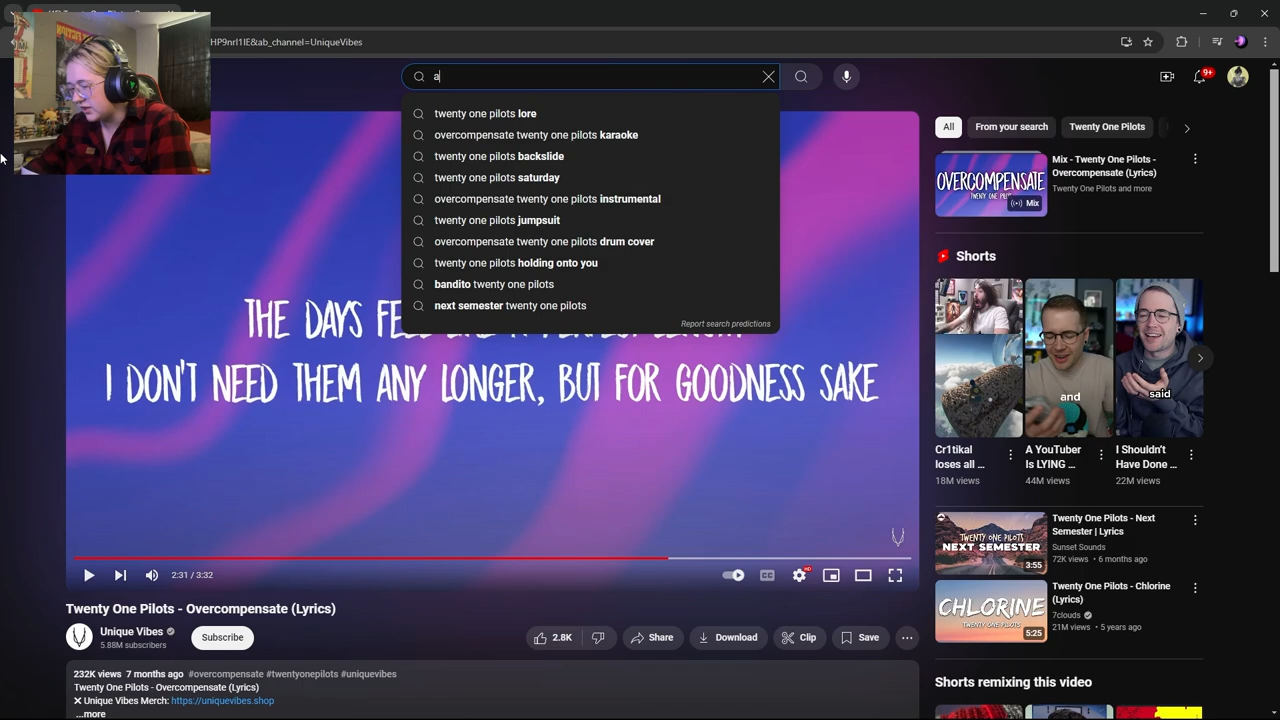 HP9nrl1IE&ab_channel=UniqueVibes
a
9+
twenty one pilots lore
overcompensate twenty one pilots karaoke
twenty one pilots backslide
twenty one pilots saturday
overcompensate twenty one pilots instrumental
twenty one pilots jumpsuit
overcompensate twenty one pilots drum cover
twenty one pilots holding onto you
bandito twenty one pilots
next semester twenty one pilots
Report search predictions
THE DAYS
I DON'T NEED THEM ANY LONGER, BUT FOR GOODNESS SAKE
2:31 / 3:32
CC
HD
Twenty One Pilots - Overcompensate (Lyrics)
Unique Vibes
5.88M subscribers
Subscribe
2.8K
Share
Download
Clip
Save
232K views 7 months ago #overcompensate #twentyonepilots #uniquevibes
Twenty One Pilots - Overcompensate (Lyrics)
❌ Unique Vibes Merch: https://uniquevibes.shop
...more
All
From your search
Twenty One Pilots
OVERCOMPENSATE
Mix
Mix - Twenty One Pilots -
Overcompensate (Lyrics)
Twenty One Pilots and more
Shorts
and
said
Cr1tikal
loses all ...
18M views
A YouTuber
Is LYING ...
44M views
I Shouldn't
Have Done ...
22M views
TWENTY ONE PILOTS
NEXT SEMESTER
3:55
Twenty One Pilots - Next
Semester | Lyrics
Sunset Sounds
72K views • 6 months ago
CHLORINE
TWENTY ONE PILOTS
5:25
Twenty One Pilots - Chlorine
(Lyrics)
7clouds
21M views • 5 years ago
Shorts remixing this video